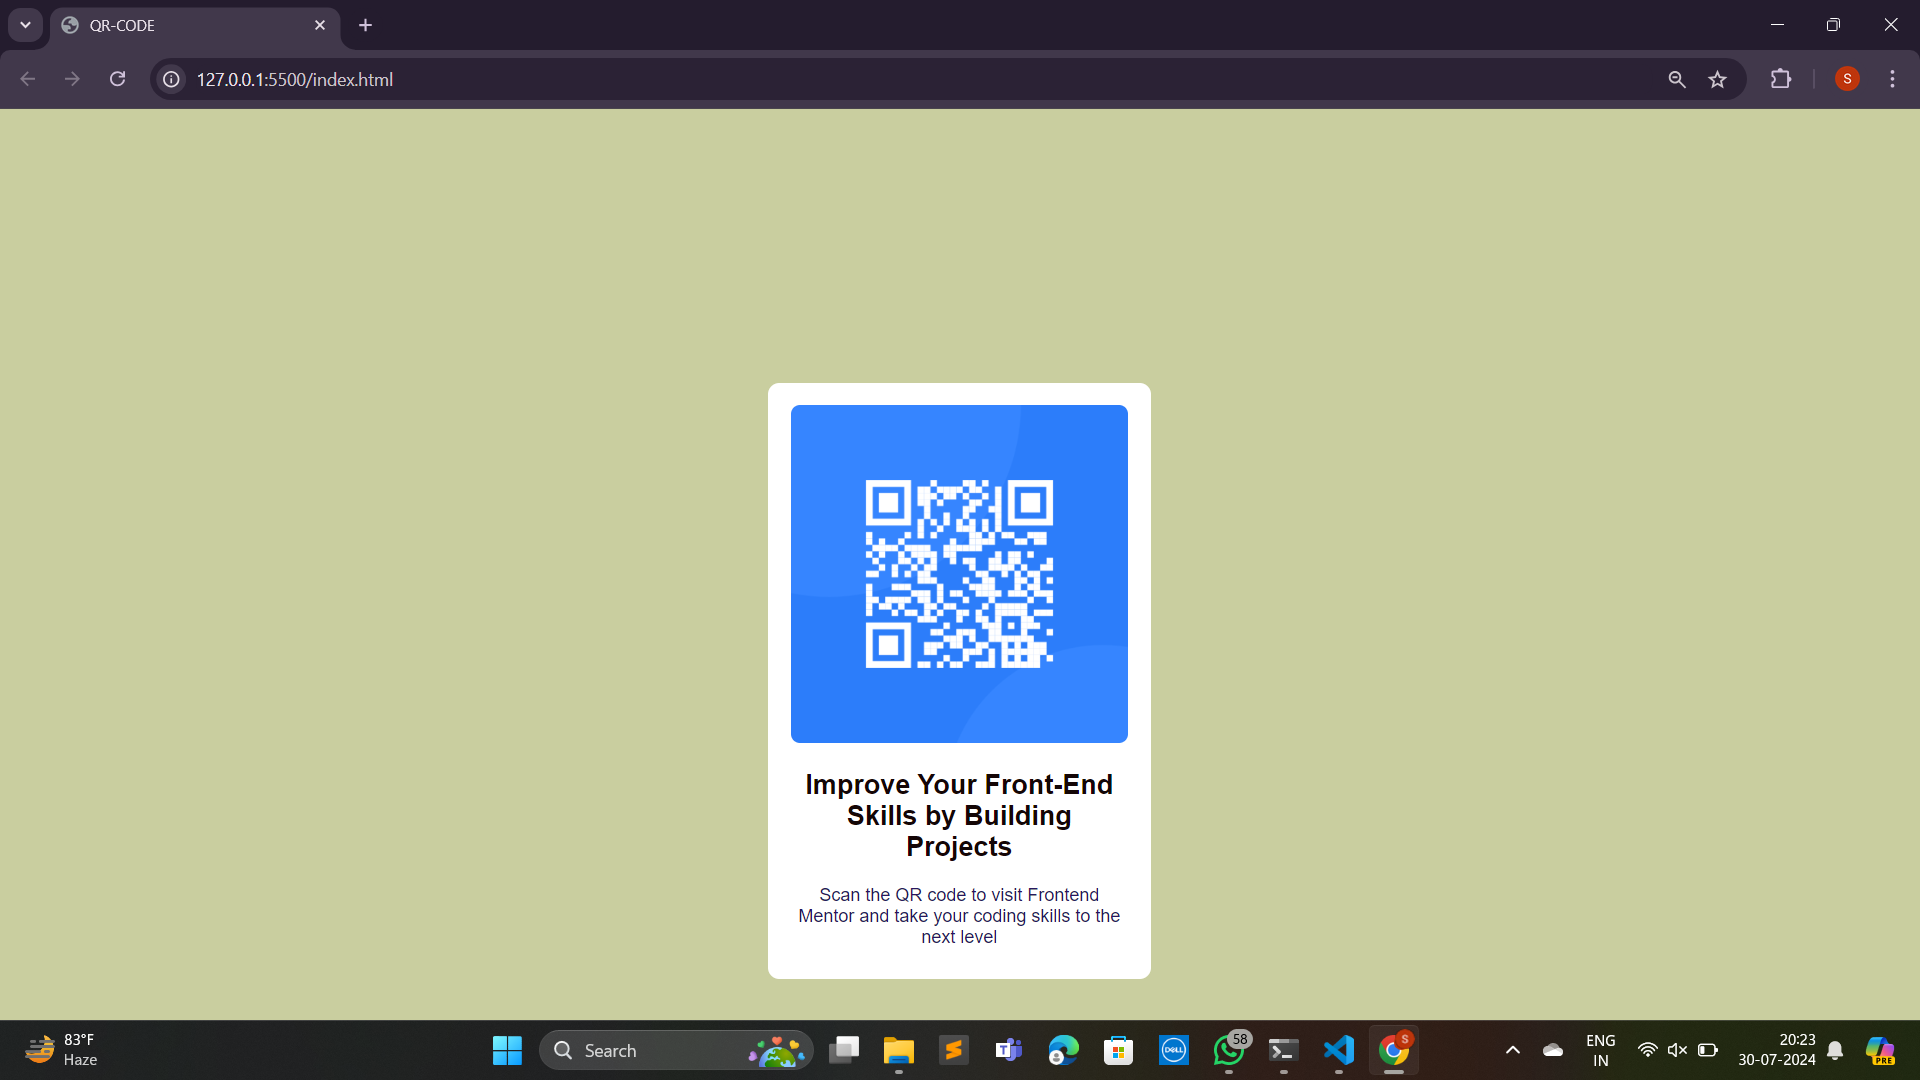 QR-CODE
127.0.0.1:5500/index.html
S
Improve Your Front-End
Skills by Building
Projects
Scan the QR code to visit Frontend
Mentor and take your coding skills to the
next level
83°F
Haze
Search
DELL
58
S
ENG
IN
20:23
30-07-2024
PRE